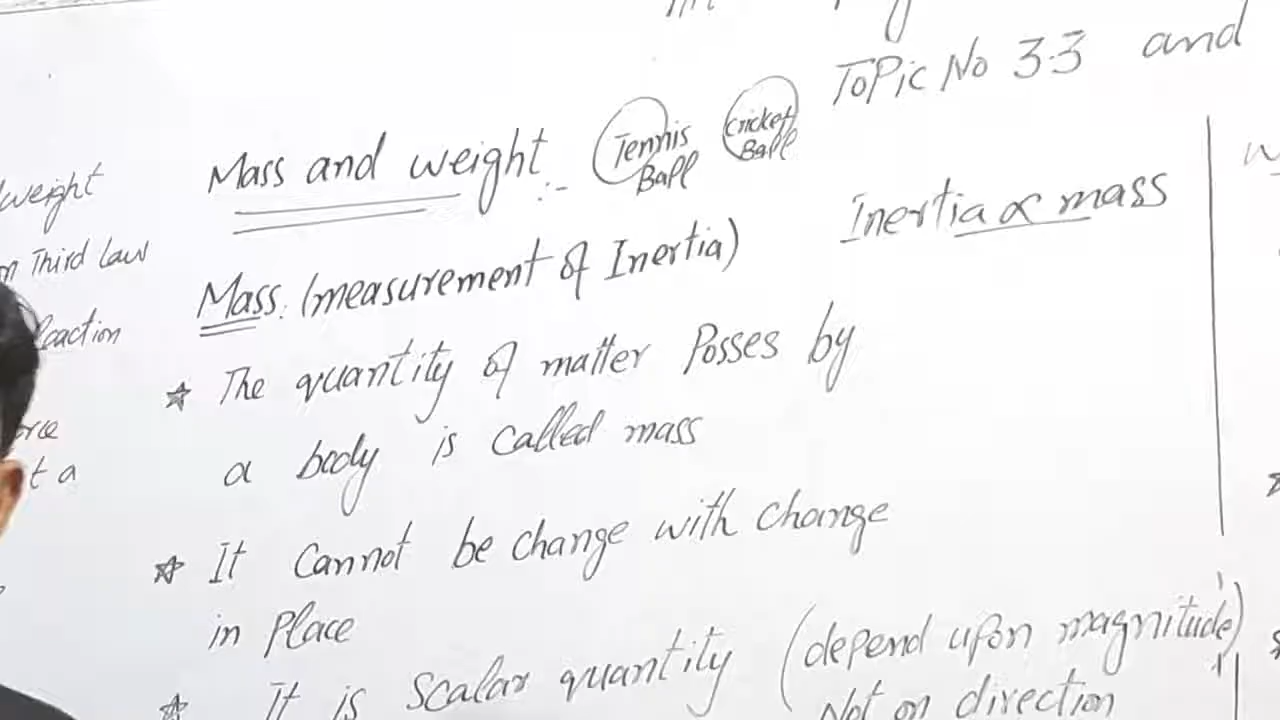 Topic No 3.3 and
Mass and weight :-
Tennis
Ball
Cricket
Ball
Inertia ∝ mass
Mass. (measurement of Inertia)
☆ The quantity of matter Posses by
a body is called mass
☆ It Cannot be change with change
in Place
☆ It is Scalar quantity (depend upon magnitude
Not on direction
weight
Third law
t a